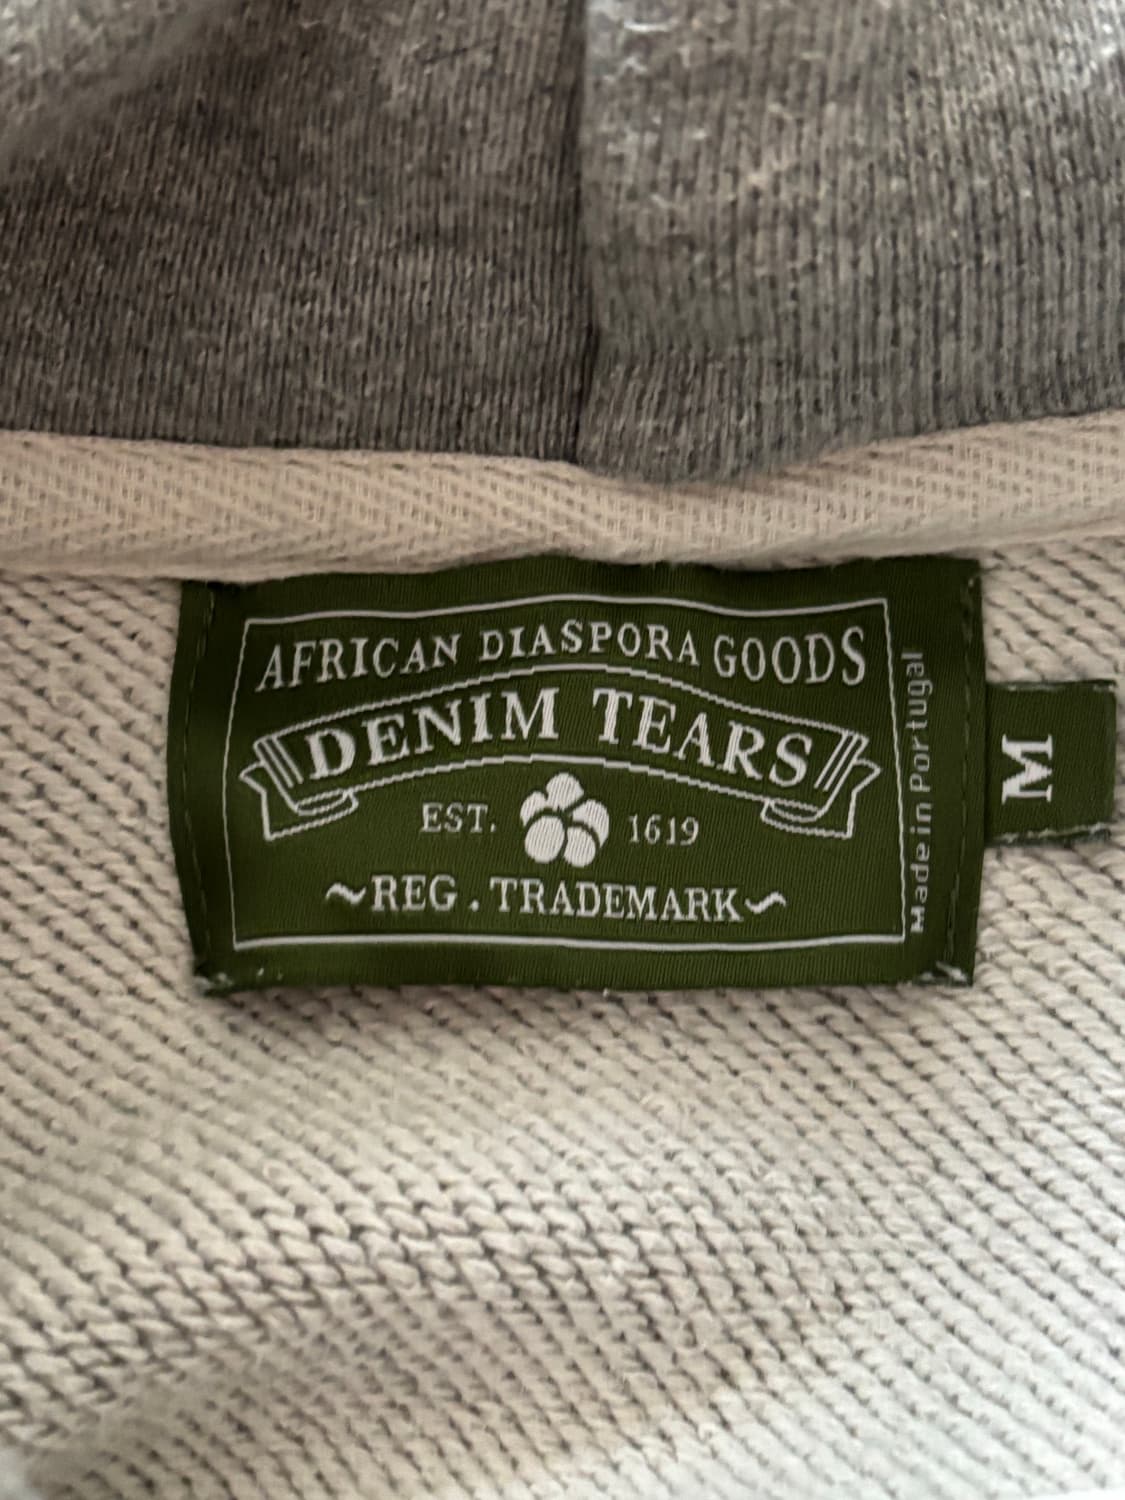 AFRICAN DIASPORA GOODS
DENIM TEARS
EST. 1619
~REG. TRADEMARK~
Made in Portugal
M